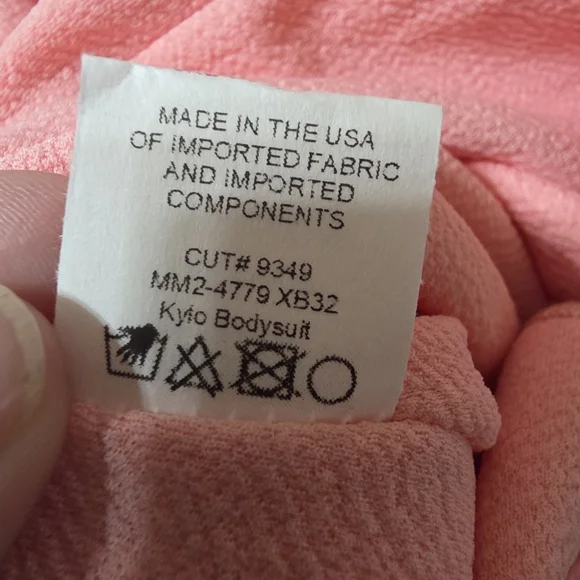 MADE IN THE USA
OF IMPORTED FABRIC
AND IMPORTED
COMPONENTS
CUT# 9349
MM2-4779 XB32
Kylo Bodysuit